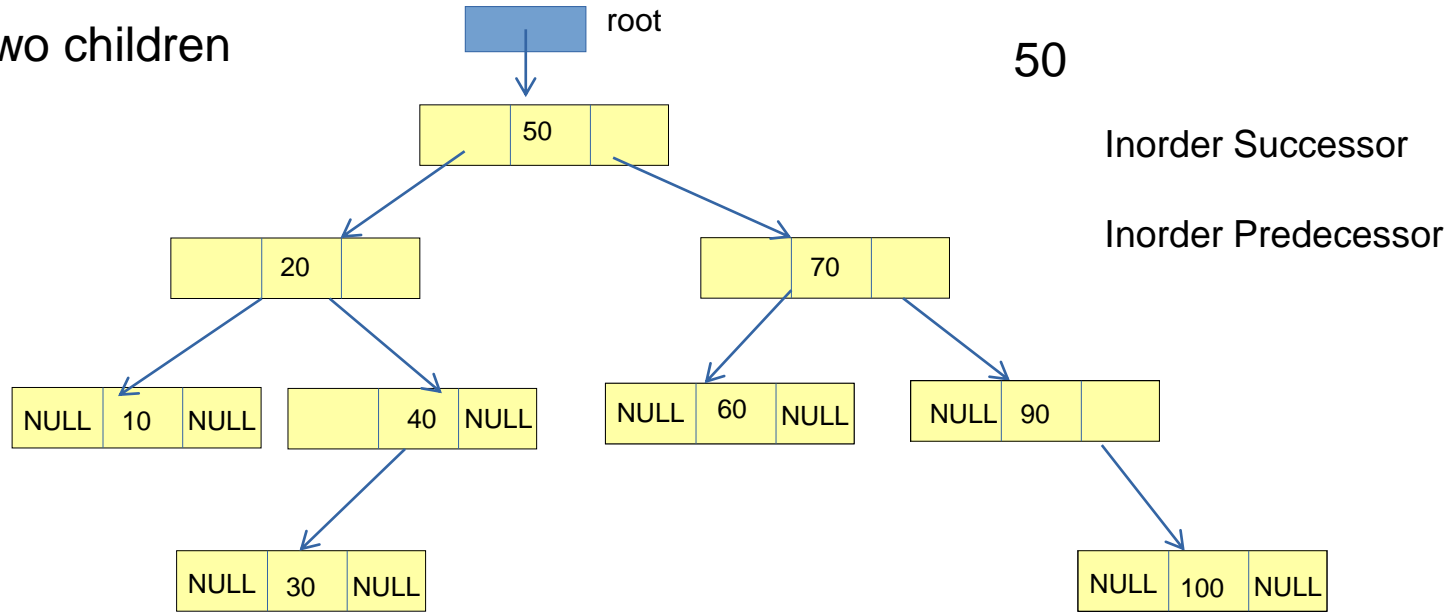 root
wo children
50
50
Inorder Successor
Inorder Predecessor
20
70
NULL 10 NULL
40 NULL
NULL 60 NULL
NULL 90
NULL 30 NULL
NULL 100 NULL